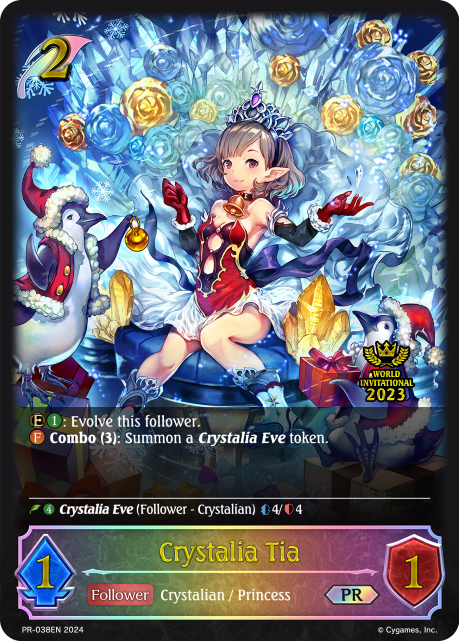 2
WORLD
INVITATIONAL
2023
E 1: Evolve this follower.
F Combo (3): Summon a Crystalia Eve token.
4 Crystalia Eve (Follower - Crystalian) 4/4
Crystalia Tia
1
1
Follower Crystalian / Princess PR
PR-038EN 2024 © Cygames, Inc.